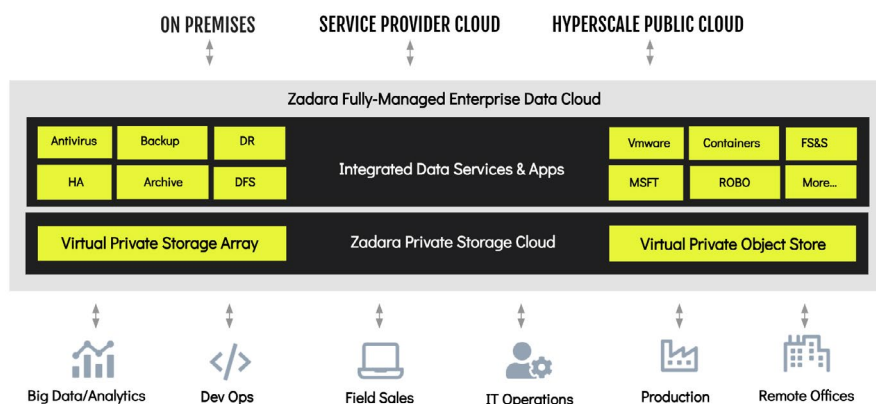 ON PREMISES
SERVICE PROVIDER CLOUD
HYPERSCALE PUBLIC CLOUD
Zadara Fully-Managed Enterprise Data Cloud
Antivirus
Backup
DR
HA
Archive
DFS
Integrated Data Services & Apps
Vmware
Containers
FS&S
MSFT
ROBO
More...
Virtual Private Storage Array
Zadara Private Storage Cloud
Virtual Private Object Store
Big Data/Analytics
Dev Ops
Field Sales
IT Operations
Production
Remote Offices